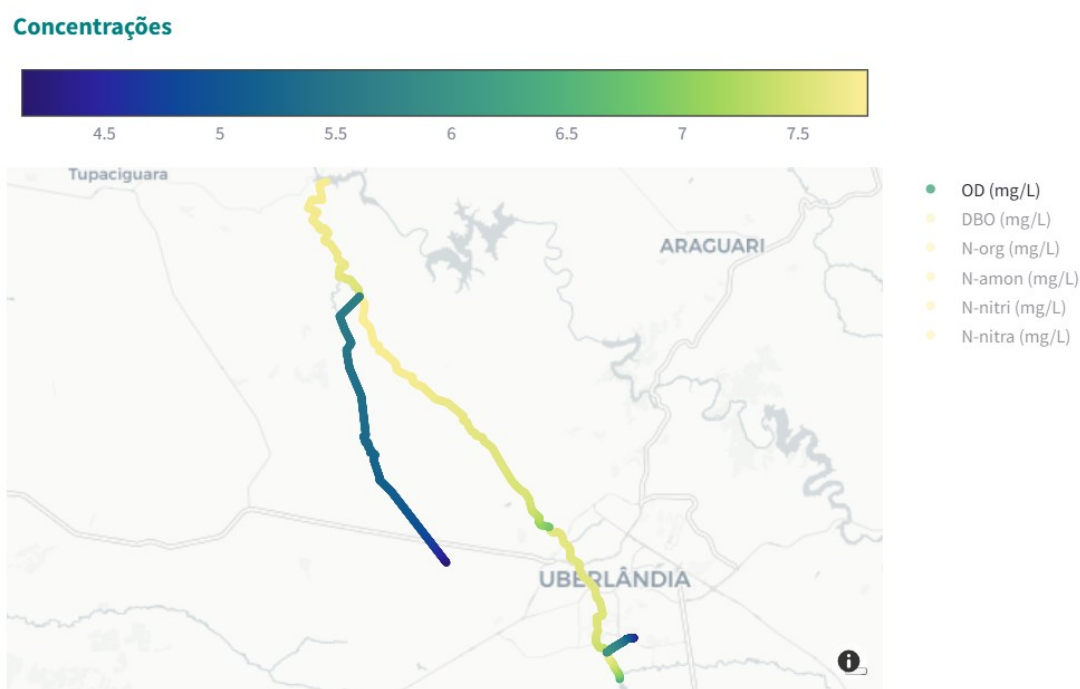 Concentrações
4.5 5 5.5 6 6.5 7 7.5
Tupaciguara
ARAGUARI
UBERLÂNDIA
OD (mg/L)
DBO (mg/L)
N-org (mg/L)
N-amon (mg/L)
N-nitri (mg/L)
N-nitra (mg/L)